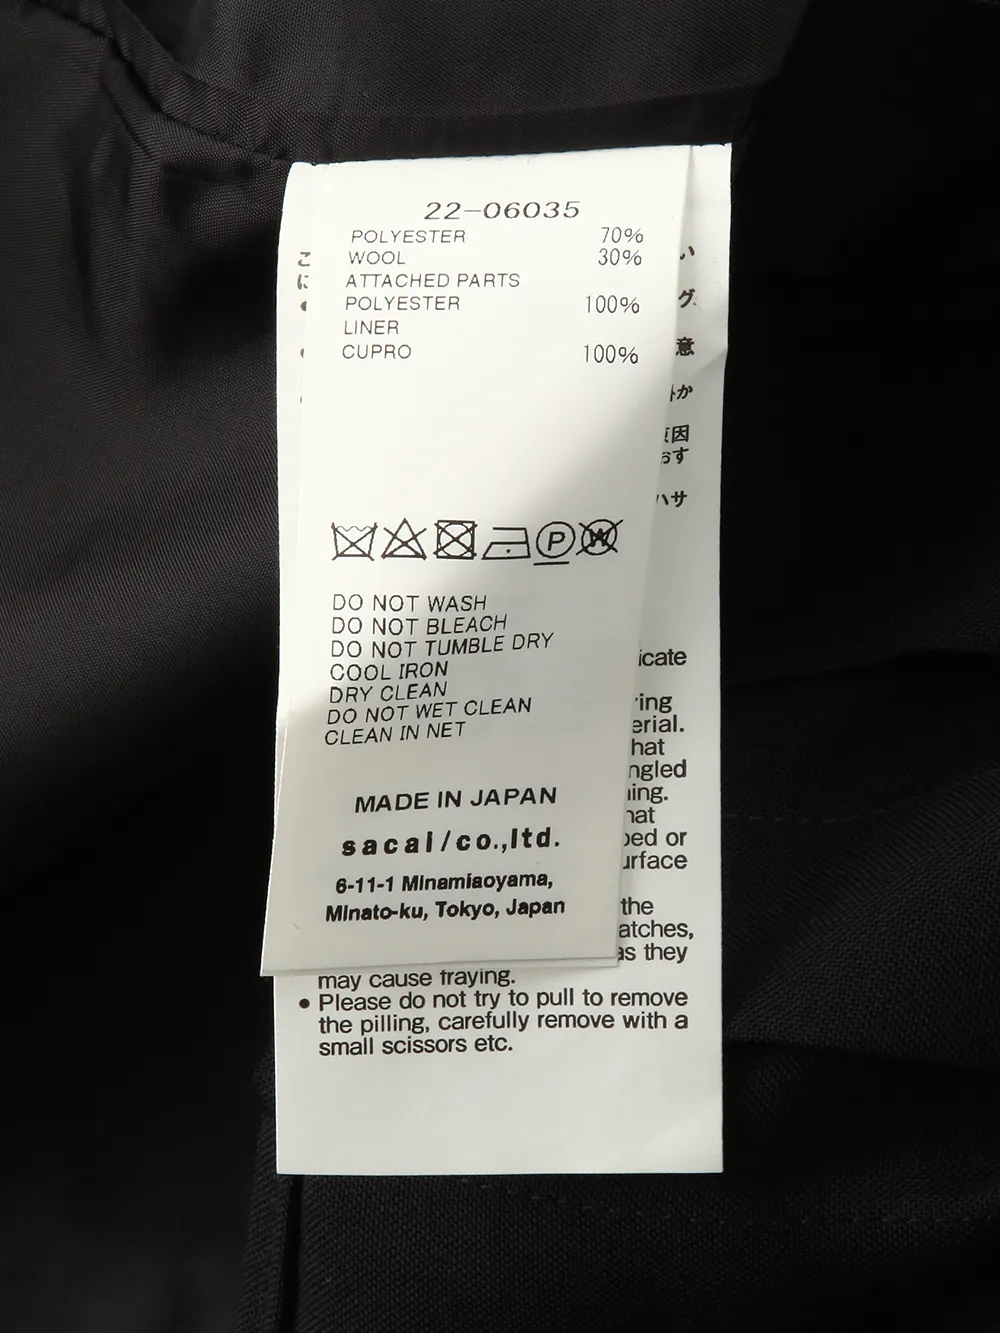 22-06035
POLYESTER 70%
WOOL 30%
ATTACHED PARTS
POLYESTER 100%
LINER
CUPRO 100%
P
W
DO NOT WASH
DO NOT BLEACH
DO NOT TUMBLE DRY
COOL IRON
DRY CLEAN
DO NOT WET CLEAN
CLEAN IN NET
MADE IN JAPAN
sacai/co.,ltd.
6-11-1 Minamiaoyama,
Minato-ku, Tokyo, Japan
the
as they
may cause fraying.
• Please do not try to pull to remove
the pilling, carefully remove with a
small scissors etc.